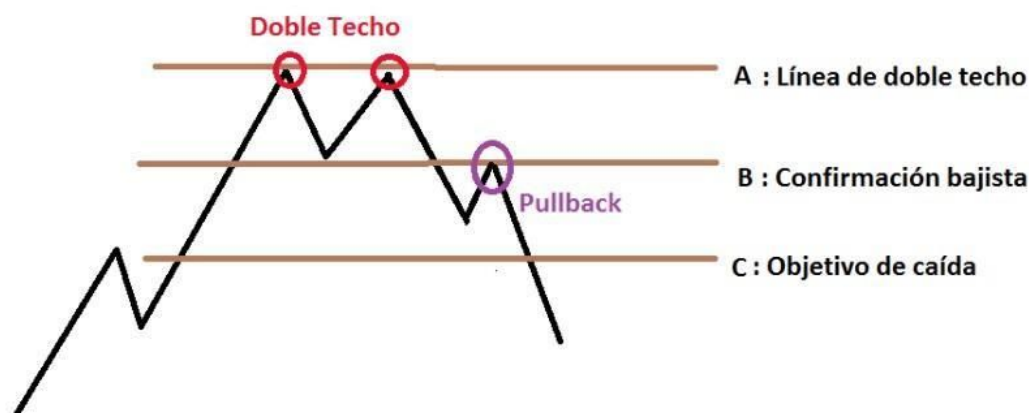 Doble Techo
A : Línea de doble techo
B : Confirmación bajista
Pullback
C : Objetivo de caída